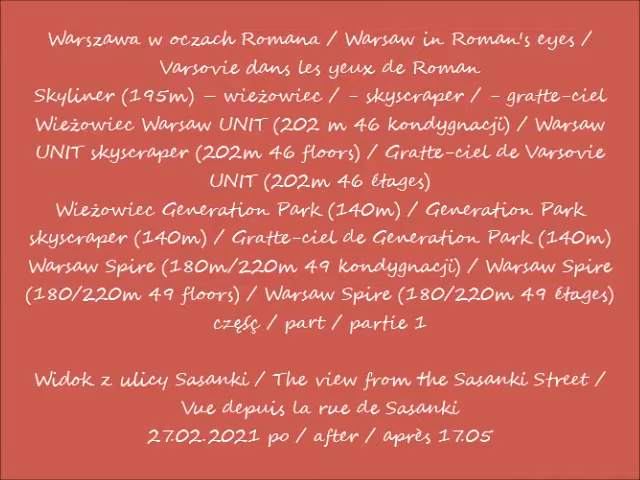 Warszawa w oczach Romana / Warsaw in Roman's eyes /
Varsovie dans les yeux de Roman
Skyliner (195m) – wieżowiec / - skyscraper / - gratte-ciel
Wieżowiec Warsaw UNIT (202 m 46 kondygnacji) / Warsaw
UNIT skyscraper (202m 46 floors) / Gratte-ciel de Varsovie
UNIT (202m 46 étages)
Wieżowiec Generation Park (140m) / Generation Park
skyscraper (140m) / Gratte-ciel de Generation Park (140m)
Warsaw Spire (180m/220m 49 kondygnacji) / Warsaw Spire
(180/220m 49 floors) / Warsaw Spire (180/220m 49 étages)
częśç / part / partie 1
Widok z ulicy Sasanki / The view from the Sasanki Street /
Vue depuis la rue de Sasanki
27.02.2021 po / after / après 17.05